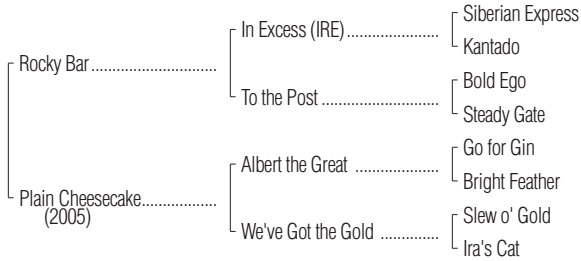 Siberian Express
In Excess (IRE)
Kantado
Rocky Bar
Bold Ego
To the Post
Steady Gate
Go for Gin
Albert the Great
Bright Feather
Plain Cheesecake
(2005)
Slew o' Gold
We've Got the Gold
Ira's Cat